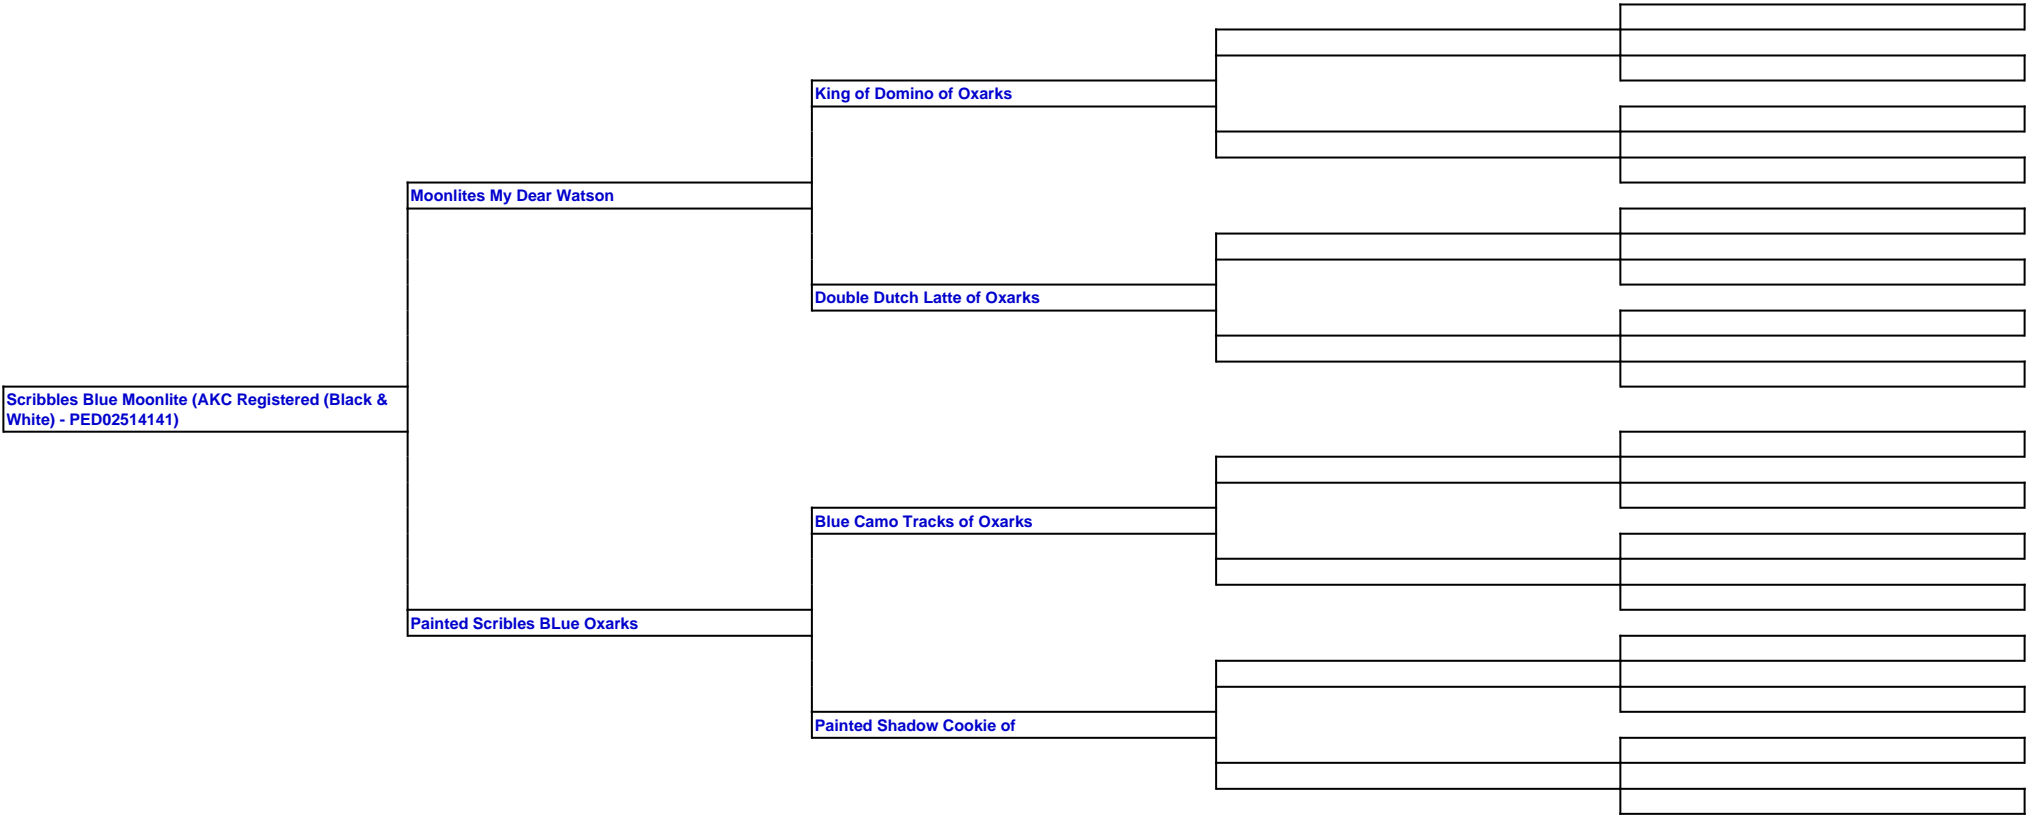 King of Domino of Oxarks
Moonlites My Dear Watson
Double Dutch Latte of Oxarks
Scribbles Blue Moonlite (AKC Registered (Black &
White) - PED02514141)
Blue Camo Tracks of Oxarks
Painted Scribles BLue Oxarks
Painted Shadow Cookie of